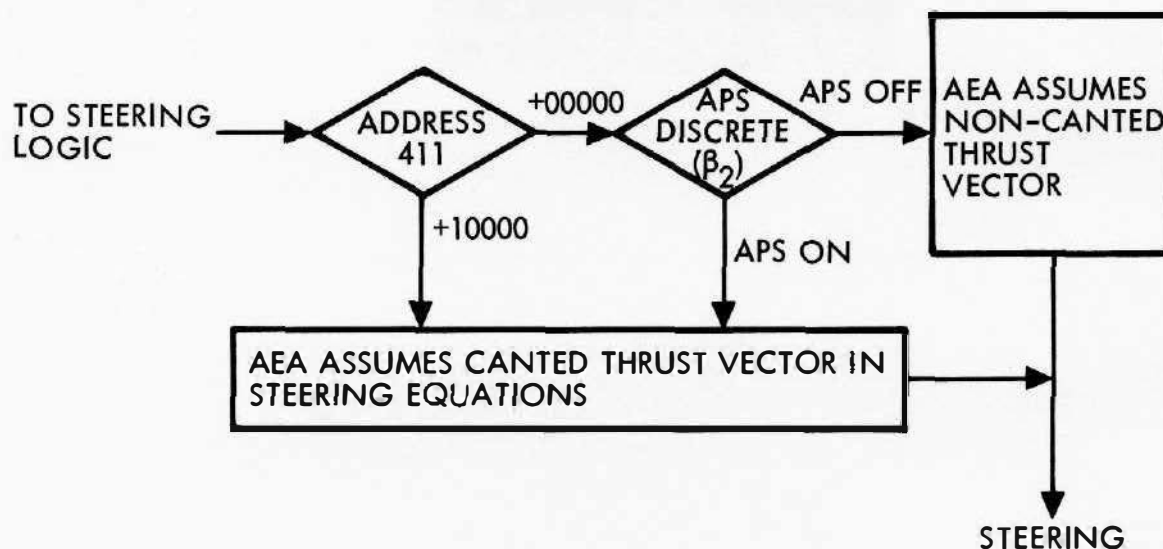 TO STEERING
LOGIC
ADDRESS
411
+00000
+10000
APS
DISCRETE
(β₂)
APS OFF
APS ON
AEA ASSUMES
NON-CANTED
THRUST
VECTOR
AEA ASSUMES CANTED THRUST VECTOR IN
STEERING EQUATIONS
STEERING